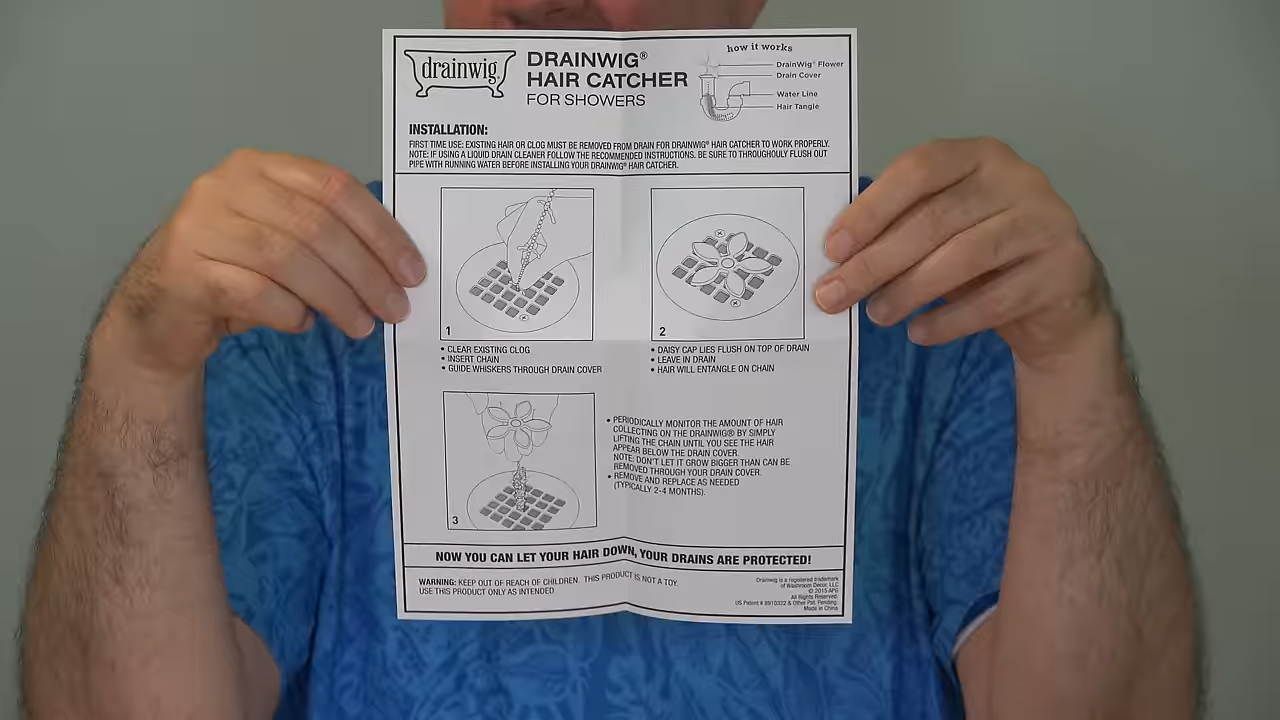 drainwig®
DRAINWIG®
HAIR CATCHER
FOR SHOWERS
how it works
DrainWig® Flower
Drain Cover
Water Line
Hair Tangle
INSTALLATION:
FIRST TIME USE: EXISTING HAIR OR CLOG MUST BE REMOVED FROM DRAIN FOR DRAINWIG® HAIR CATCHER TO WORK PROPERLY.
NOTE: IF USING A LIQUID DRAIN CLEANER FOLLOW THE RECOMMENDED INSTRUCTIONS. BE SURE TO THROUGHOULY FLUSH OUT
PIPE WITH RUNNING WATER BEFORE INSTALLING YOUR DRAINWIG® HAIR CATCHER.
1
• CLEAR EXISTING CLOG
• INSERT CHAIN
• GUIDE WHISKERS THROUGH DRAIN COVER
2
• DAISY CAP LIES FLUSH ON TOP OF DRAIN
• LEAVE IN DRAIN
• HAIR WILL ENTANGLE ON CHAIN
3
• PERIODICALLY MONITOR THE AMOUNT OF HAIR
COLLECTING ON THE DRAINWIG® BY SIMPLY
LIFTING THE CHAIN UNTIL YOU SEE THE HAIR
APPEAR BELOW THE DRAIN COVER.
NOTE: DON'T LET IT GROW BIGGER THAN CAN BE
REMOVED THROUGH YOUR DRAIN COVER.
• REMOVE AND REPLACE AS NEEDED
(TYPICALLY 2-4 MONTHS).
NOW YOU CAN LET YOUR HAIR DOWN, YOUR DRAINS ARE PROTECTED!
WARNING: KEEP OUT OF REACH OF CHILDREN. THIS PRODUCT IS NOT A TOY.
USE THIS PRODUCT ONLY AS INTENDED.
Drainwig is a registered trademark
of Washroom Decor, LLC
© 2015 APG
All Rights Reserved.
US Patent # 8910322 & Other Pat. Pending.
Made in China